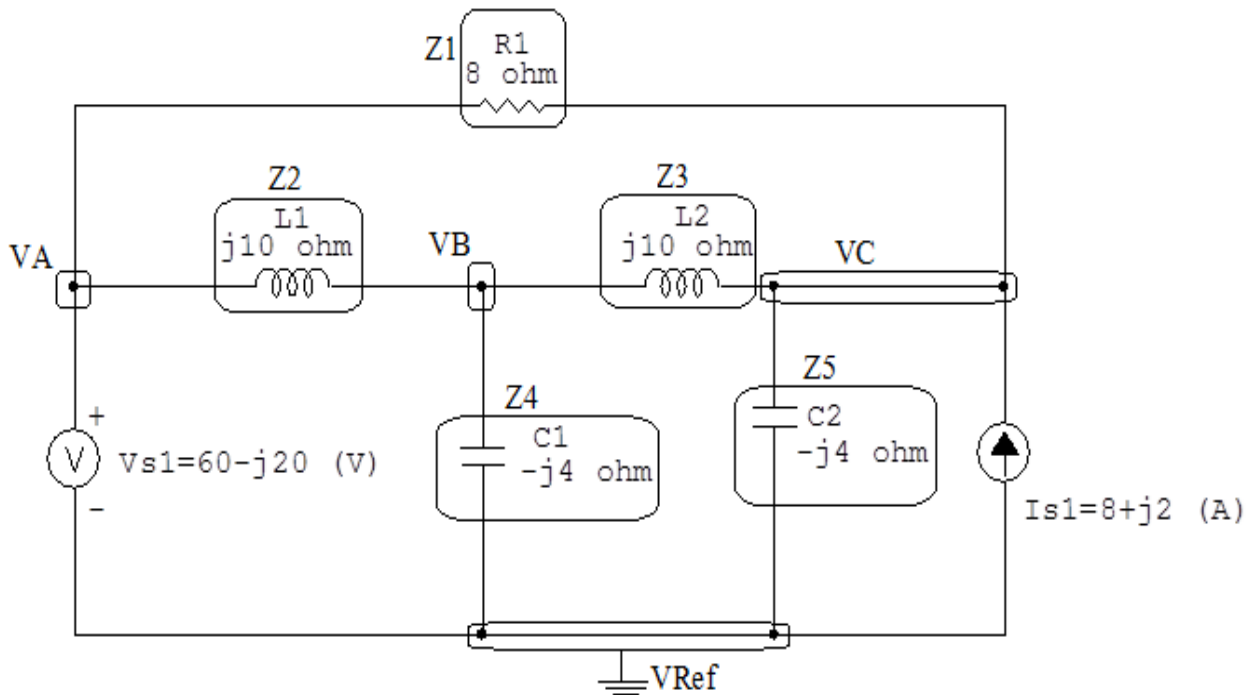 Z1
R1
8 ohm
Z2
L1
j10 ohm
Z3
L2
j10 ohm
VA
VB
VC
+
V
-
Vs1=60-j20 (V)
Z4
C1
-j4 ohm
Z5
C2
-j4 ohm
Is1=8+j2 (A)
VRef